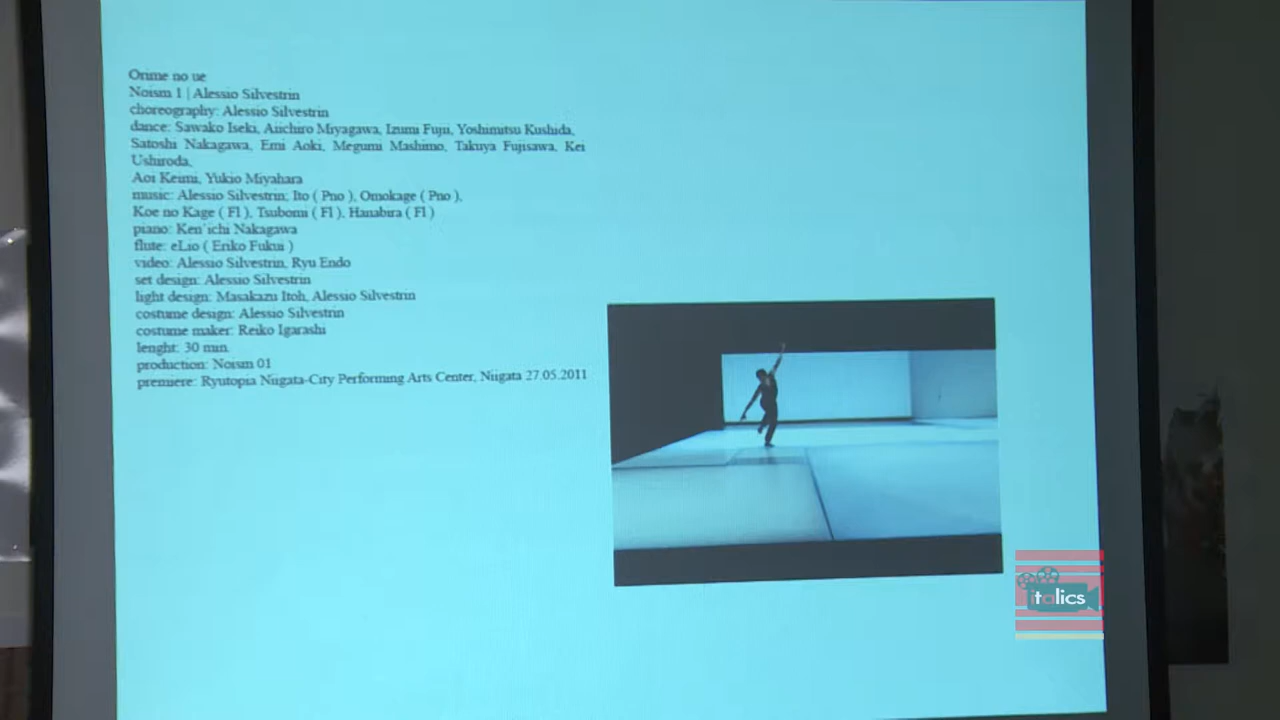 Orime no ue
Noism 1 | Alessio Silvestrin
choreography: Alessio Silvestrin
dance: Sawako Iseki, Aiichiro Miyagawa, Izumi Fujii, Yoshimitsu Kushida,
Satoshi Nakagawa, Emi Aoki, Megumi Mashimo, Takuya Fujisawa, Kei
Ushiroda,
Aoi Keimi, Yukio Miyahara
music: Alessio Silvestrin; Ito ( Pno ), Omokage ( Pno ),
Koe no Kage ( Fl ), Tsubomi ( Fl ), Hanabira ( Fl )
piano: Ken'ichi Nakagawa
flute: eLio ( Eriko Fukui )
video: Alessio Silvestrin, Ryu Endo
set design: Alessio Silvestrin
light design: Masakazu Itoh, Alessio Silvestrin
costume design: Alessio Silvestrin
costume maker: Reiko Igarashi
lenght: 30 min.
production: Noism 01
premiere: Ryutopia Niigata-City Performing Arts Center, Niigata 27.05.2011
italics